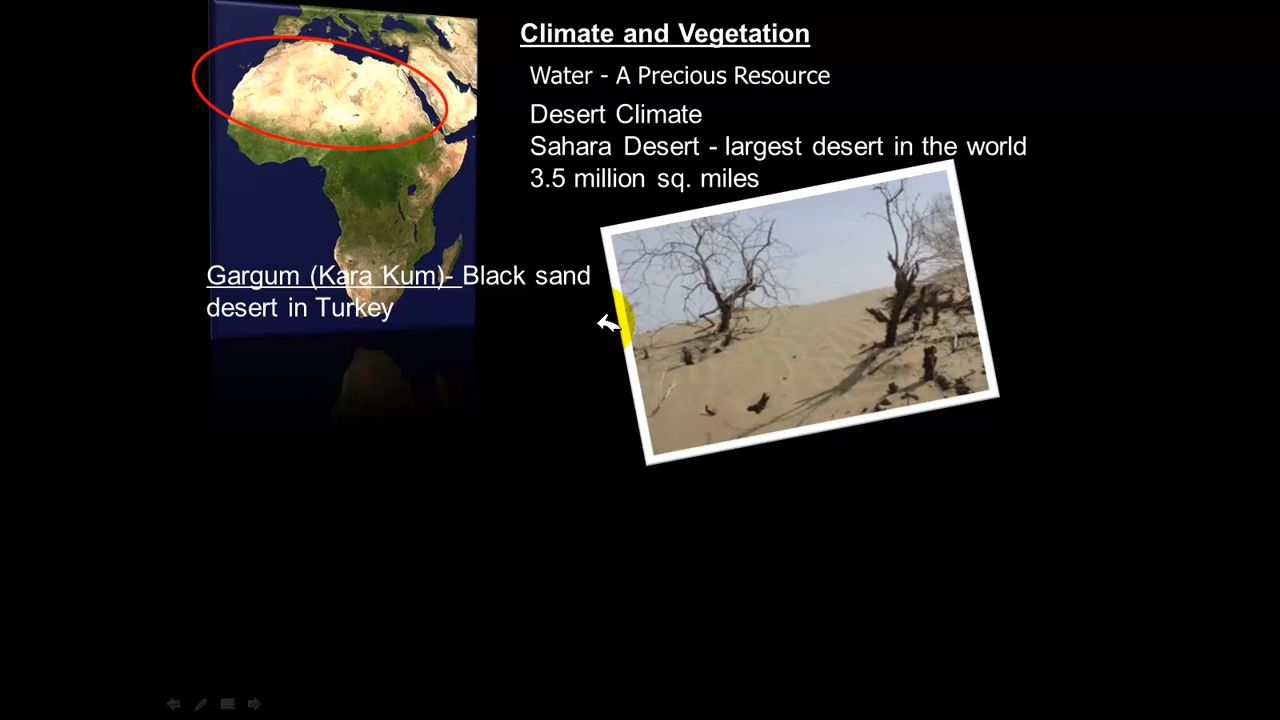 Climate and Vegetation
Water - A Precious Resource
Desert Climate
Sahara Desert - largest desert in the world
3.5 million sq. miles
Gargum (Kara Kum)- Black sand
desert in Turkey